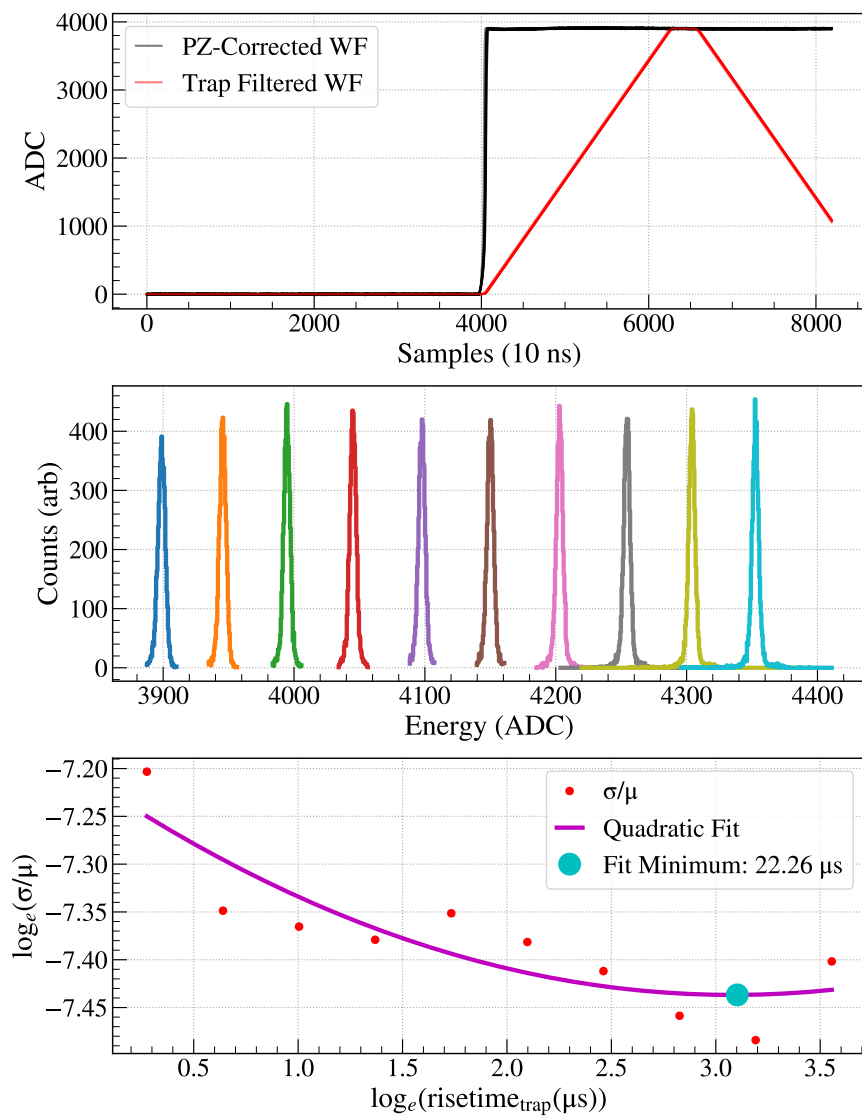 4000
3000
2000
1000
0
ADC
PZ-Corrected WF
Trap Filtered WF
0 2000 4000 6000 8000
Samples (10 ns)
400
300
200
100
0
Counts (arb)
3900 4000 4100 4200 4300 4400
Energy (ADC)
−7.20
−7.25
−7.30
−7.35
−7.40
−7.45
logₑ(σ/μ)
σ/μ
Quadratic Fit
Fit Minimum: 22.26 μs
0.5 1.0 1.5 2.0 2.5 3.0 3.5
logₑ(risetime_trap(μs))